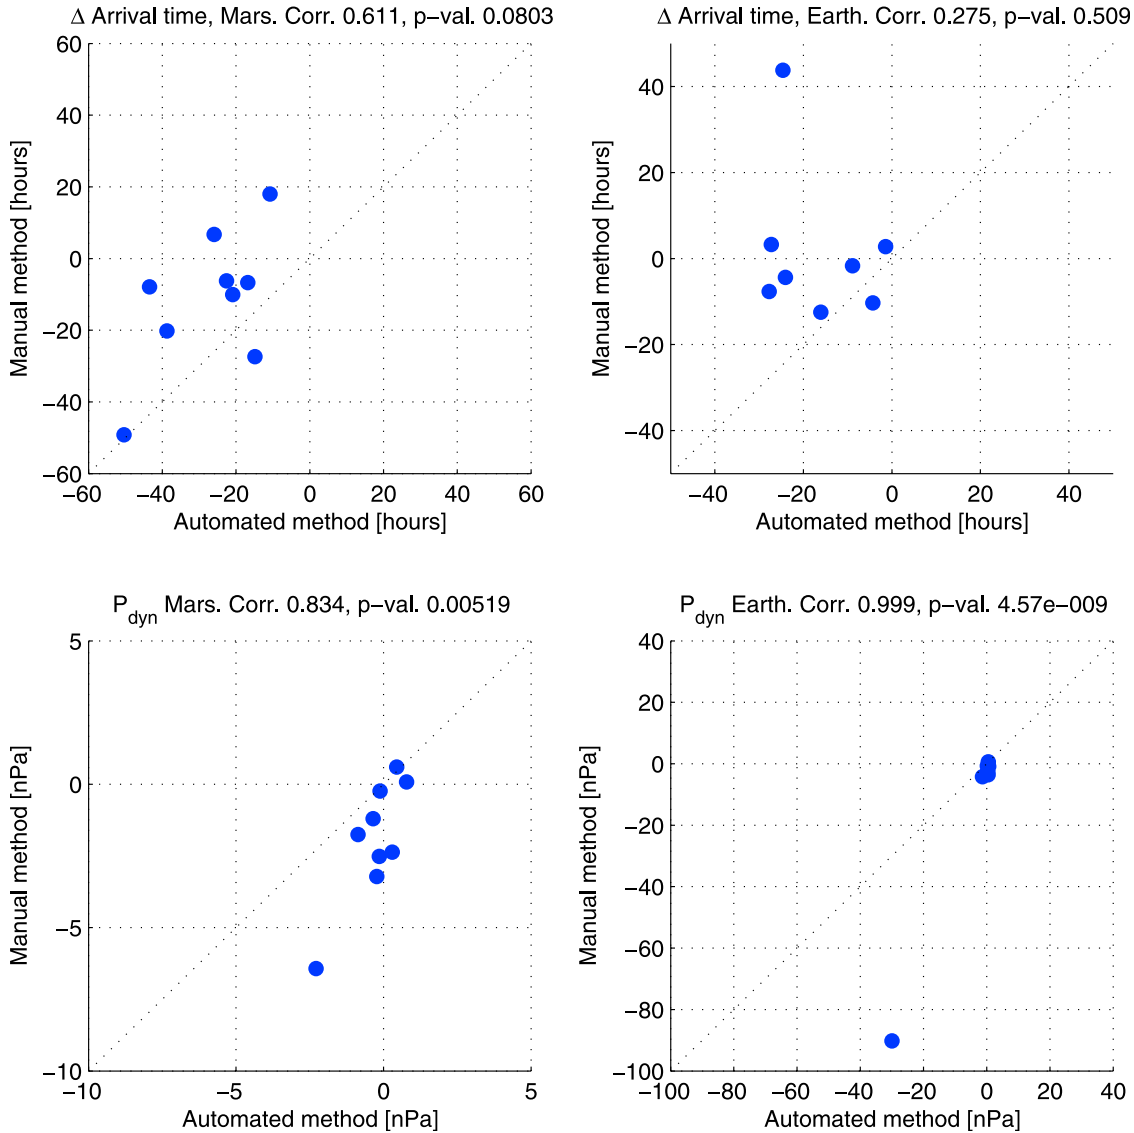 Δ Arrival time, Mars. Corr. 0.611, p−val. 0.0803
60
40
20
0
−20
−40
−60
Manual method [hours]
−60 −40 −20 0 20 40 60
Automated method [hours]
Δ Arrival time, Earth. Corr. 0.275, p−val. 0.509
40
20
0
−20
−40
Manual method [hours]
−40 −20 0 20 40
Automated method [hours]
Pdyn Mars. Corr. 0.834, p−val. 0.00519
5
0
−5
−10
Manual method [nPa]
−10 −5 0 5
Automated method [nPa]
Pdyn Earth. Corr. 0.999, p−val. 4.57e−009
40
20
0
−20
−40
−60
−80
−100
Manual method [nPa]
−100 −80 −60 −40 −20 0 20 40
Automated method [nPa]